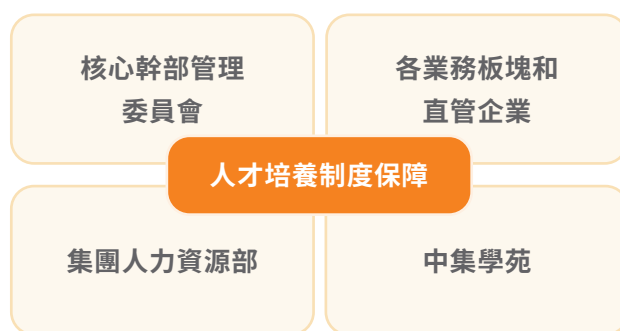 核心幹部管理
委員會
各業務板塊和
直管企業
人才培養制度保障
集團人力資源部
中集學苑